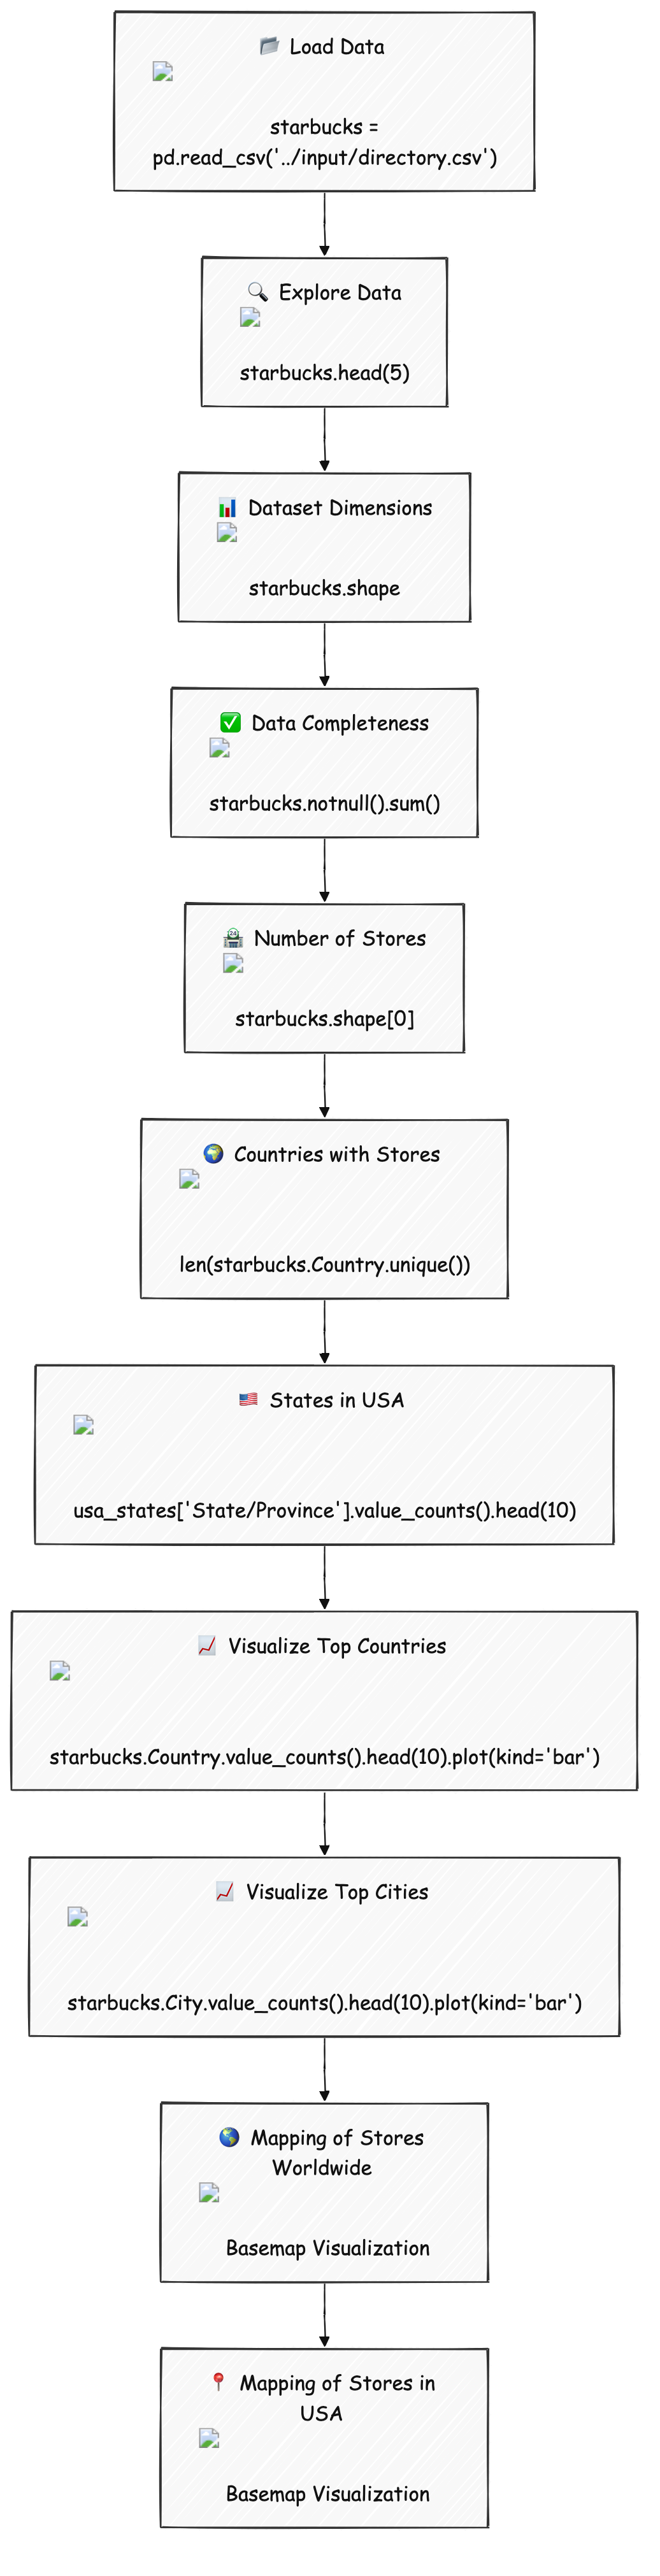 Load Data
starbucks =
pd.read_csv('../input/directory.csv')
Explore Data
starbucks.head(5)
Dataset Dimensions
starbucks.shape
Data Completeness
starbucks.notnull().sum()
Number of Stores
starbucks.shape[0]
Countries with Stores
len(starbucks.Country.unique())
States in USA
usa_states['State/Province'].value_counts().head(10)
Visualize Top Countries
starbucks.Country.value_counts().head(10).plot(kind='bar')
Visualize Top Cities
starbucks.City.value_counts().head(10).plot(kind='bar')
Mapping of Stores
Worldwide
Basemap Visualization
Mapping of Stores in
USA
Basemap Visualization